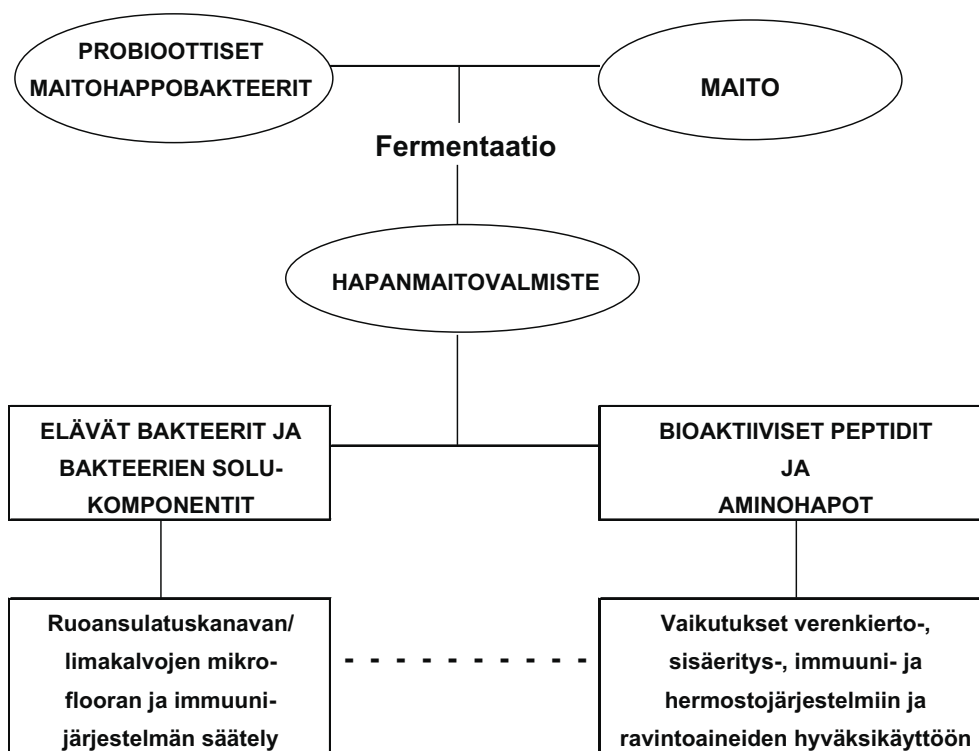 PROBIOOTTISET
MAITOHAPPOBAKTEERIT
MAITO
Fermentaatio
HAPANMAITOVALMISTE
ELÄVÄT BAKTEERIT JA
BAKTEERIEN SOLU-
KOMPONENTIT
BIOAKTIIVISET PEPTIDIT
JA
AMINOHAPOT
Ruoansulatuskanavan/
limakalvojen mikro-
flooran ja immuuni-
järjestelmän säätely
Vaikutukset verenkierto-,
sisäeritys-, immuuni- ja
hermostojärjestelmiin ja
ravintoaineiden hyväksikäyttöön